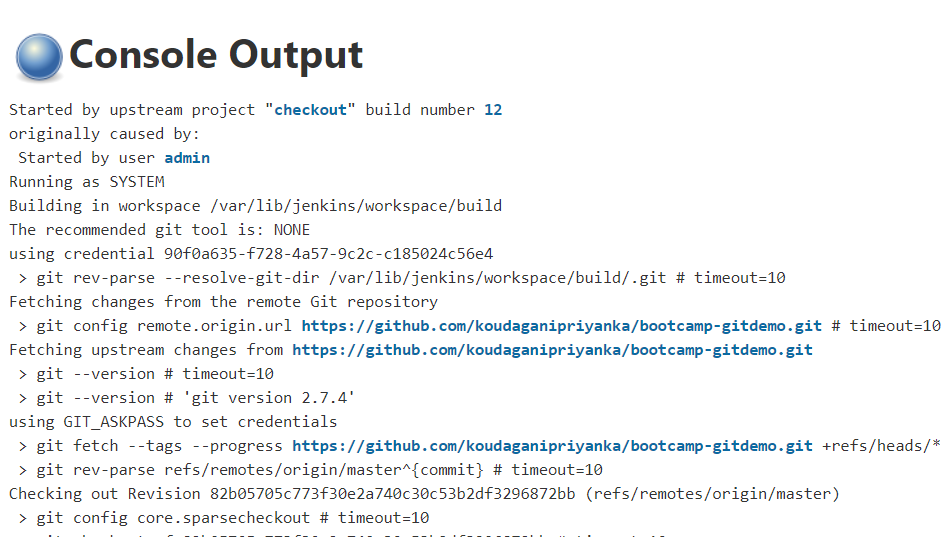 Console Output
Started by upstream project "checkout" build number 12
originally caused by:
 Started by user admin
Running as SYSTEM
Building in workspace /var/lib/jenkins/workspace/build
The recommended git tool is: NONE
using credential 90f0a635-f728-4a57-9c2c-c185024c56e4
 > git rev-parse --resolve-git-dir /var/lib/jenkins/workspace/build/.git # timeout=10
Fetching changes from the remote Git repository
 > git config remote.origin.url https://github.com/koudaganipriyanka/bootcamp-gitdemo.git # timeout=10
Fetching upstream changes from https://github.com/koudaganipriyanka/bootcamp-gitdemo.git
 > git --version # timeout=10
 > git --version # 'git version 2.7.4'
using GIT_ASKPASS to set credentials
 > git fetch --tags --progress https://github.com/koudaganipriyanka/bootcamp-gitdemo.git +refs/heads/*
 > git rev-parse refs/remotes/origin/master^{commit} # timeout=10
Checking out Revision 82b05705c773f30e2a740c30c53b2df3296872bb (refs/remotes/origin/master)
 > git config core.sparsecheckout # timeout=10